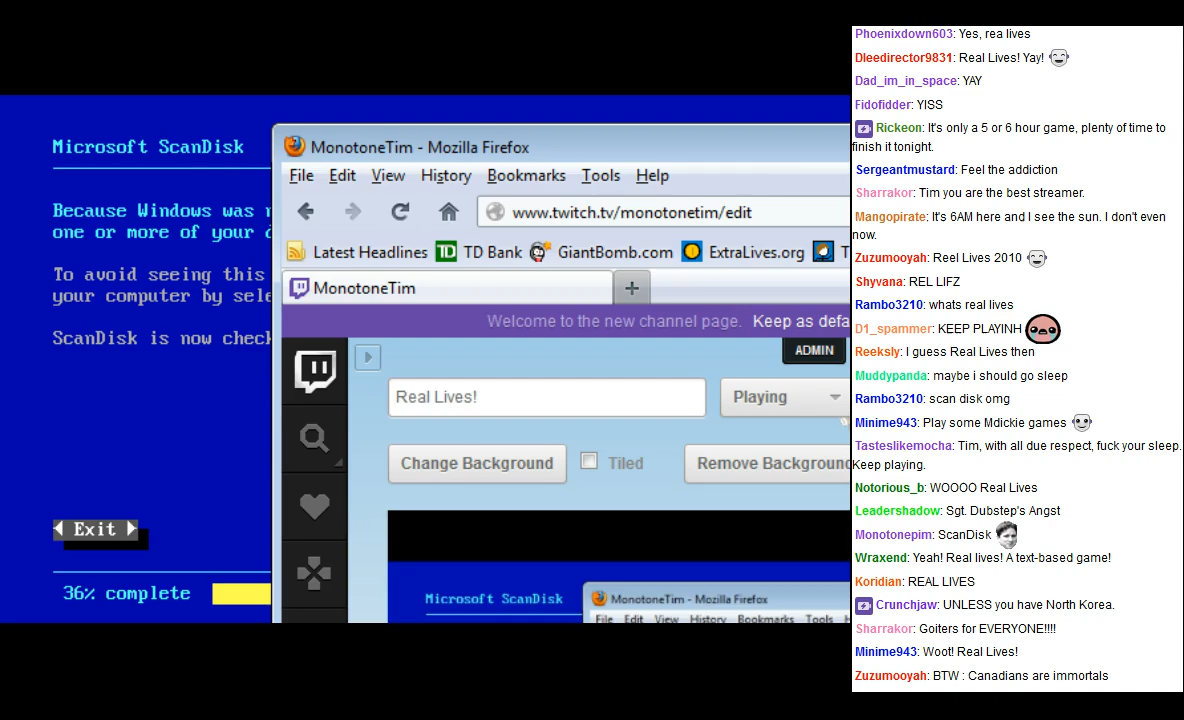 Microsoft ScanDisk
Because Windows was
one or more of your
To avoid seeing this
your computer by sele
ScanDisk is now check
Exit
36% complete
MonotoneTim - Mozilla Firefox
File Edit View History Bookmarks Tools Help
www.twitch.tv/monotonetim/edit
Latest Headlines TD TD Bank GiantBomb.com ExtraLives.org T
MonotoneTim
Welcome to the new channel page. Keep as defa
ADMIN
Real Lives!
Playing
Change Background Tiled Remove Background
Microsoft ScanDisk
MonotoneTim - Mozilla Firefox
File Edit View History Bookmarks Tools H
Phoenixdown603: Yes, rea lives
Dleedirector9831: Real Lives! Yay!
Dad_im_in_space: YAY
Fidofidder: YISS
Rickeon: It's only a 5 or 6 hour game, plenty of time to
finish it tonight.
Sergeantmustard: Feel the addiction
Sharrakor: Tim you are the best streamer.
Mangopirate: It's 6AM here and I see the sun. I don't even
now.
Zuzumooyah: Reel Lives 2010
Shyvana: REL LIFZ
Rambo3210: whats real lives
D1_spammer: KEEP PLAYINH
Reeksly: I guess Real Lives then
Muddypanda: maybe i should go sleep
Rambo3210: scan disk omg
Minime943: Play some Mdickie games
Tasteslikemocha: Tim, with all due respect, fuck your sleep.
Keep playing.
Notorious_b: WOOOO Real Lives
Leadershadow: Sgt. Dubstep's Angst
Monotonepim: ScanDisk
Wraxend: Yeah! Real lives! A text-based game!
Koridian: REAL LIVES
Crunchjaw: UNLESS you have North Korea.
Sharrakor: Goiters for EVERYONE!!!!
Minime943: Woot! Real Lives!
Zuzumooyah: BTW : Canadians are immortals